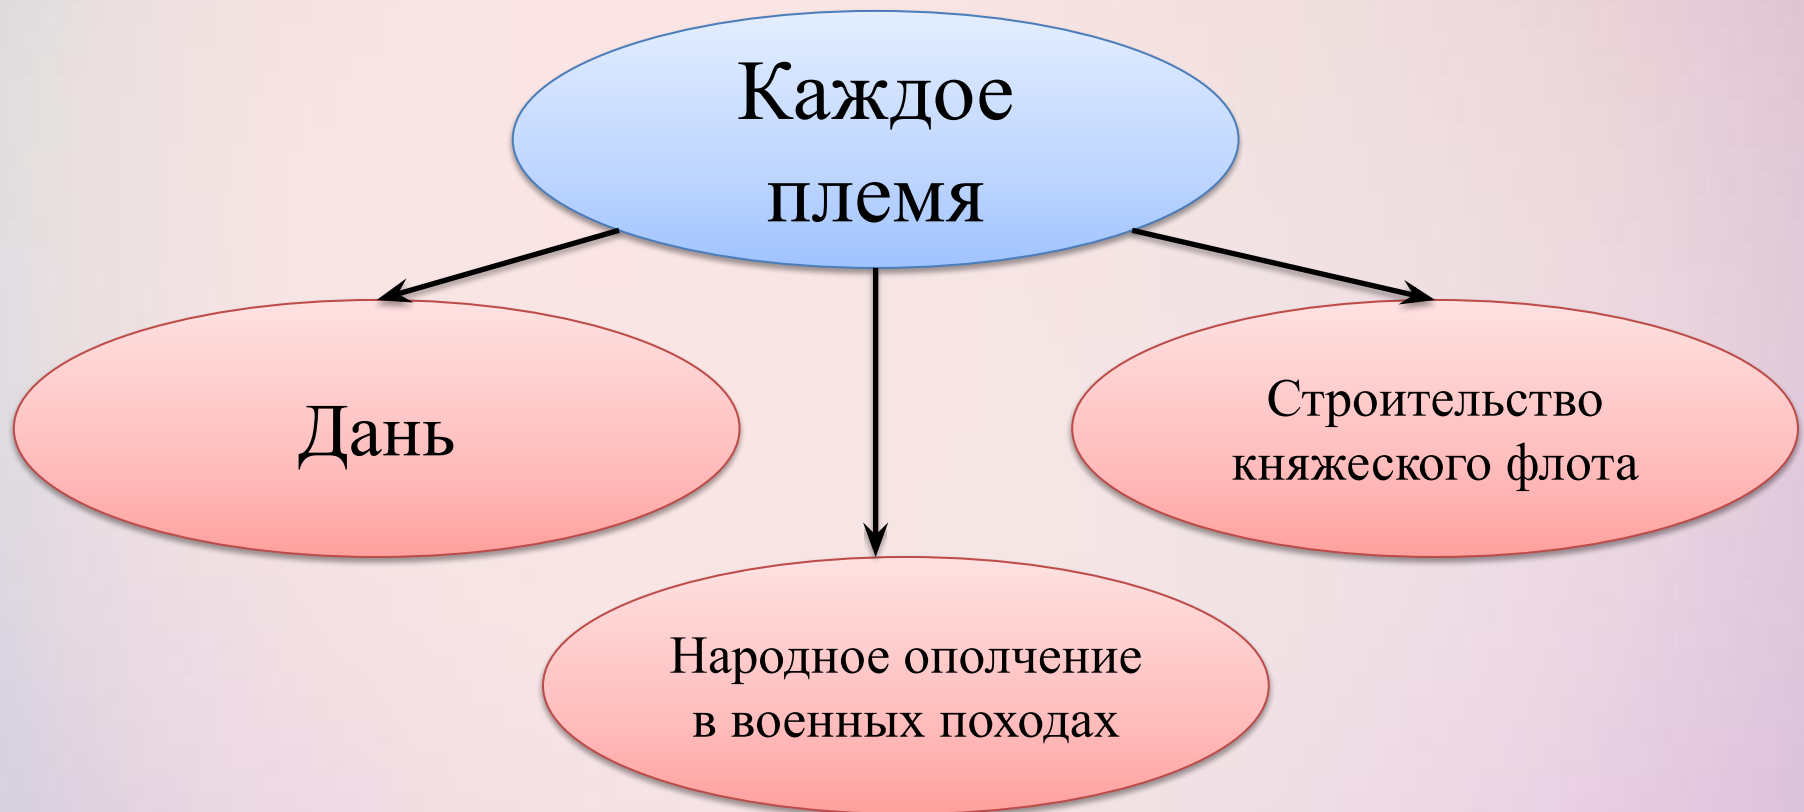 Каждое
племя
Дань
Строительство
княжеского флота
Народное ополчение
в военных походах